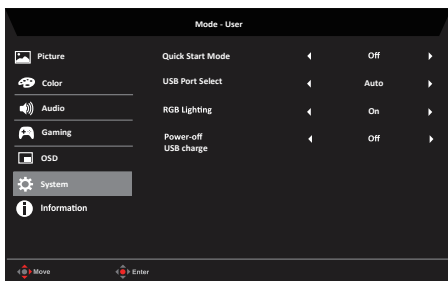 Mode - User
Picture
Color
Audio
Gaming
OSD
System
Information
Quick Start Mode Off
USB Port Select Auto
RGB Lighting On
Power-off Off
USB charge
Move Enter